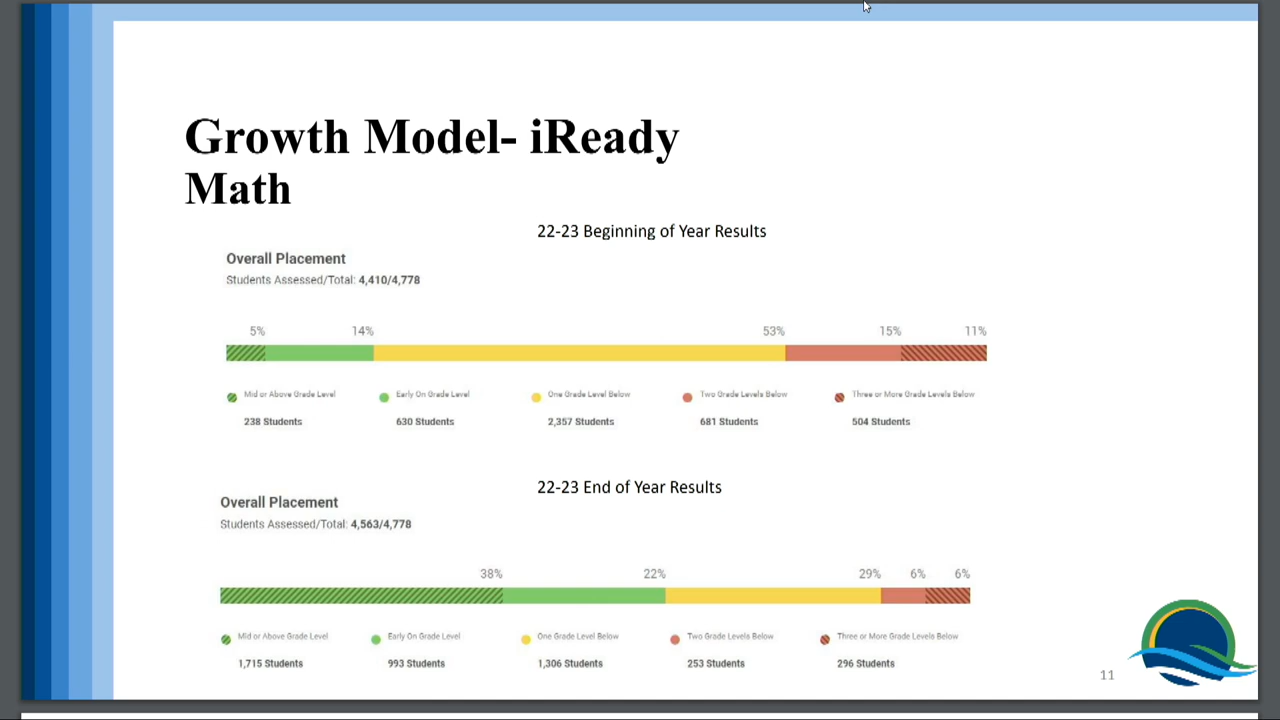 Growth Model- iReady
Math
22-23 Beginning of Year Results
Overall Placement
Students Assessed/Total: 4,410/4,778
5% 14% 53% 15% 11%
Mid or Above Grade Level Early On Grade Level One Grade Level Below Two Grade Levels Below Three or More Grade Levels Below
238 Students 630 Students 2,357 Students 681 Students 504 Students
22-23 End of Year Results
Overall Placement
Students Assessed/Total: 4,563/4,778
38% 22% 29% 6% 6%
Mid or Above Grade Level Early On Grade Level One Grade Level Below Two Grade Levels Below Three or More Grade Levels Below
1,715 Students 993 Students 1,306 Students 253 Students 296 Students
11